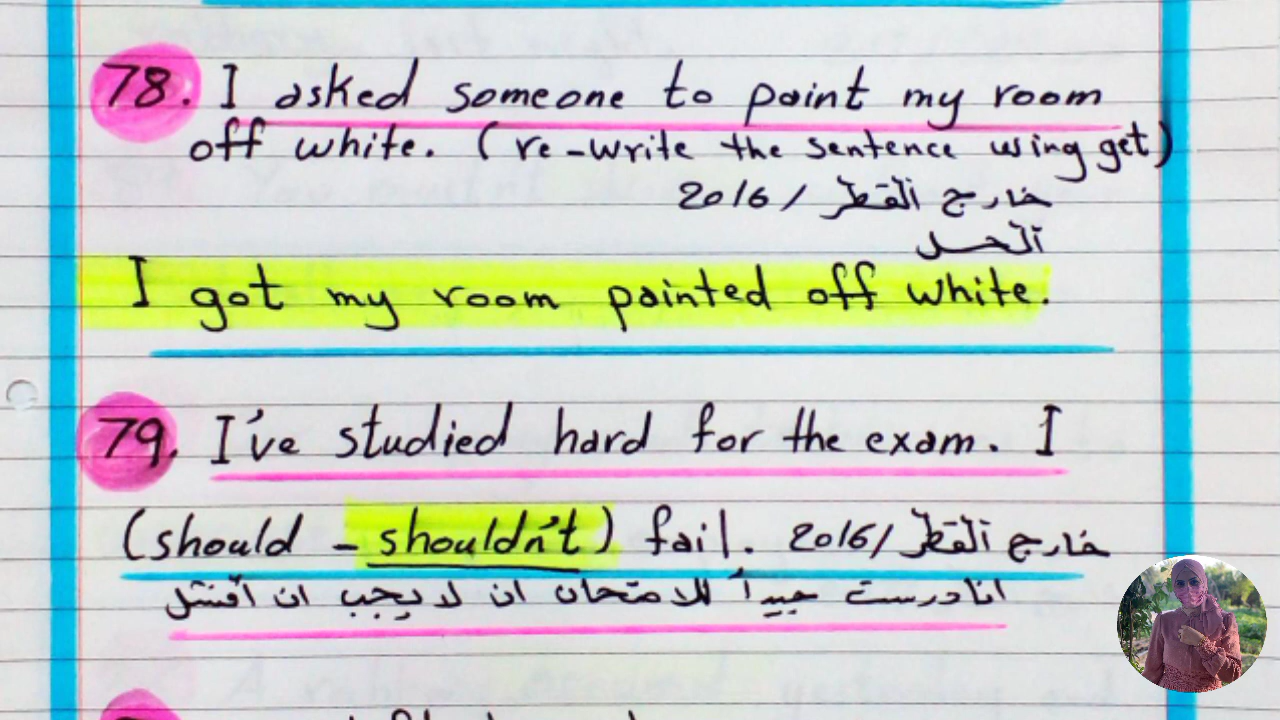 78. I asked someone to paint my room
off white. (re-write the sentence using get)
خارج القطر / 2016
الحل
I got my room painted off white.
79. I've studied hard for the exam. I
(should - shouldn't) fail. 2016/ خارج القطر
انا درست جيداً للامتحان ان لا يجب ان أفشل